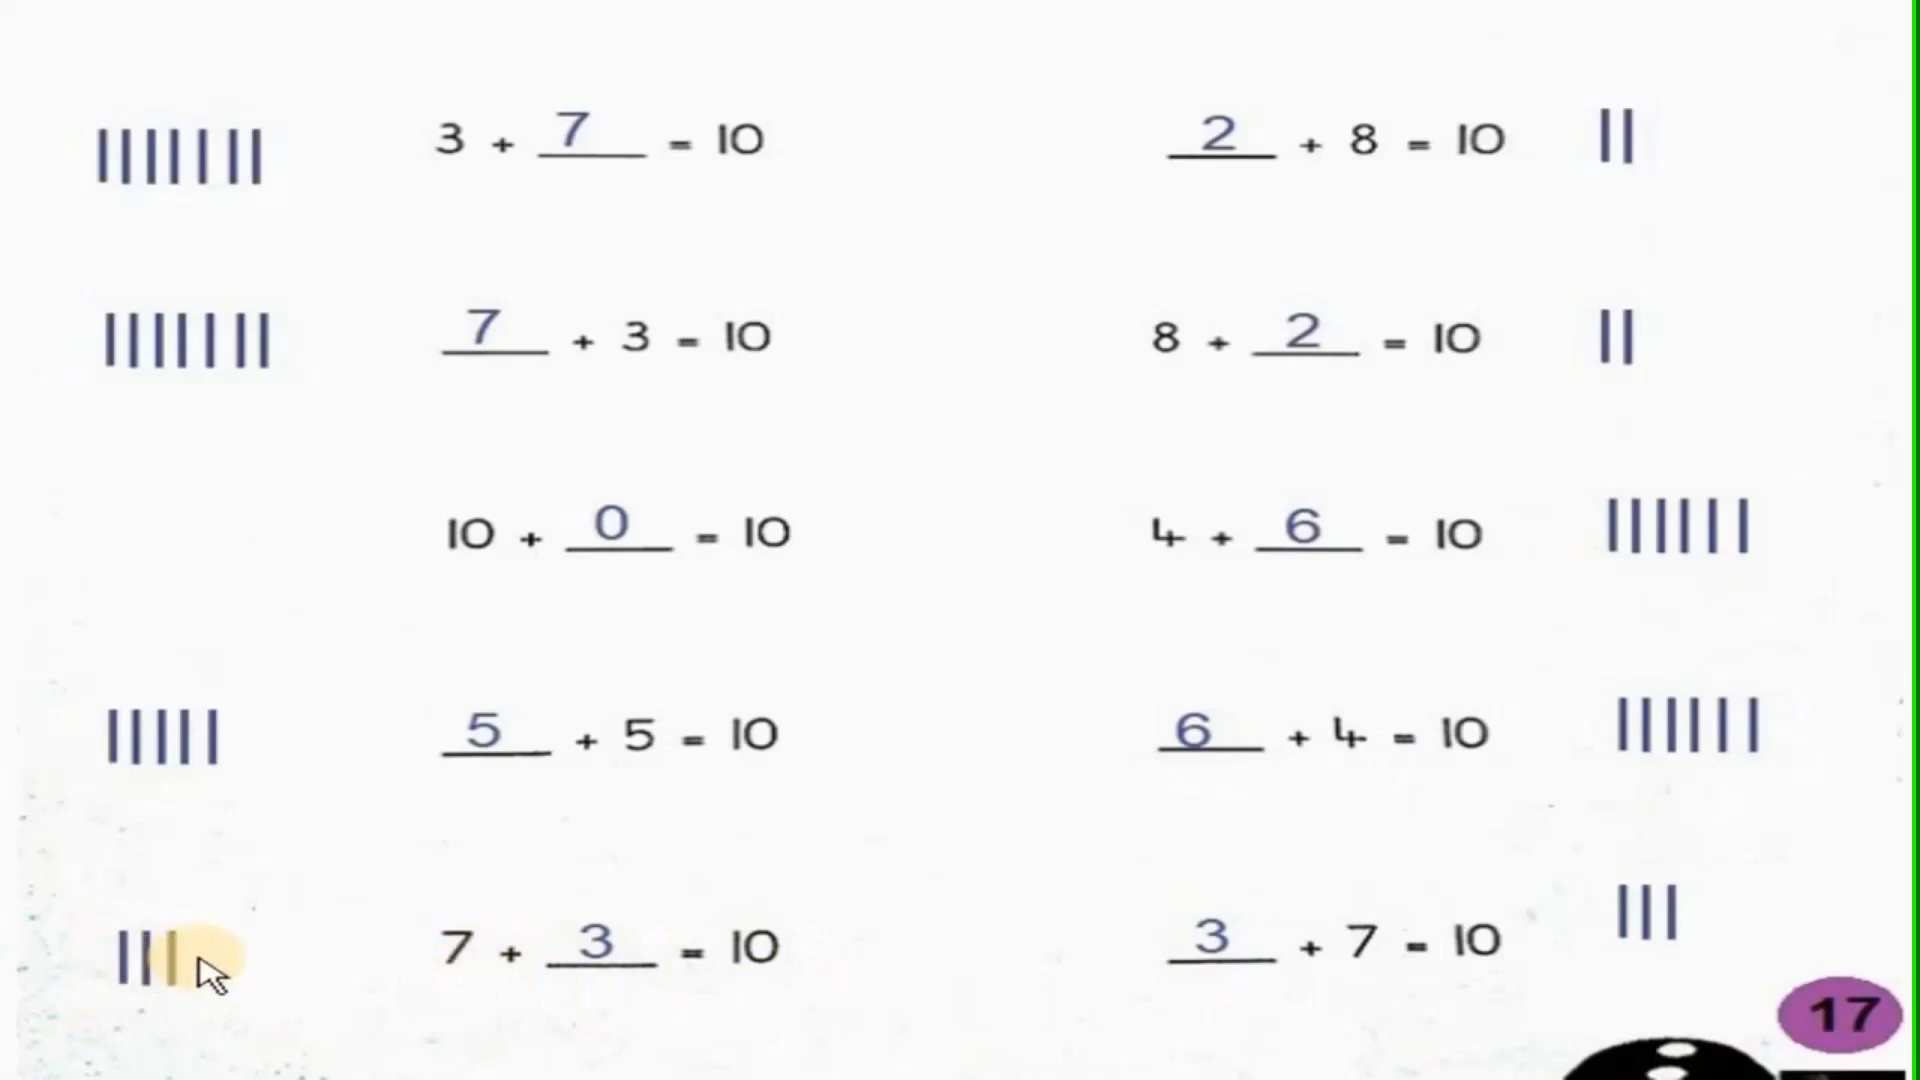 3 + 7 = 10
2 + 8 = 10
7 + 3 = 10
8 + 2 = 10
10 + 0 = 10
4 + 6 = 10
5 + 5 = 10
6 + 4 = 10
7 + 3 = 10
3 + 7 = 10
17